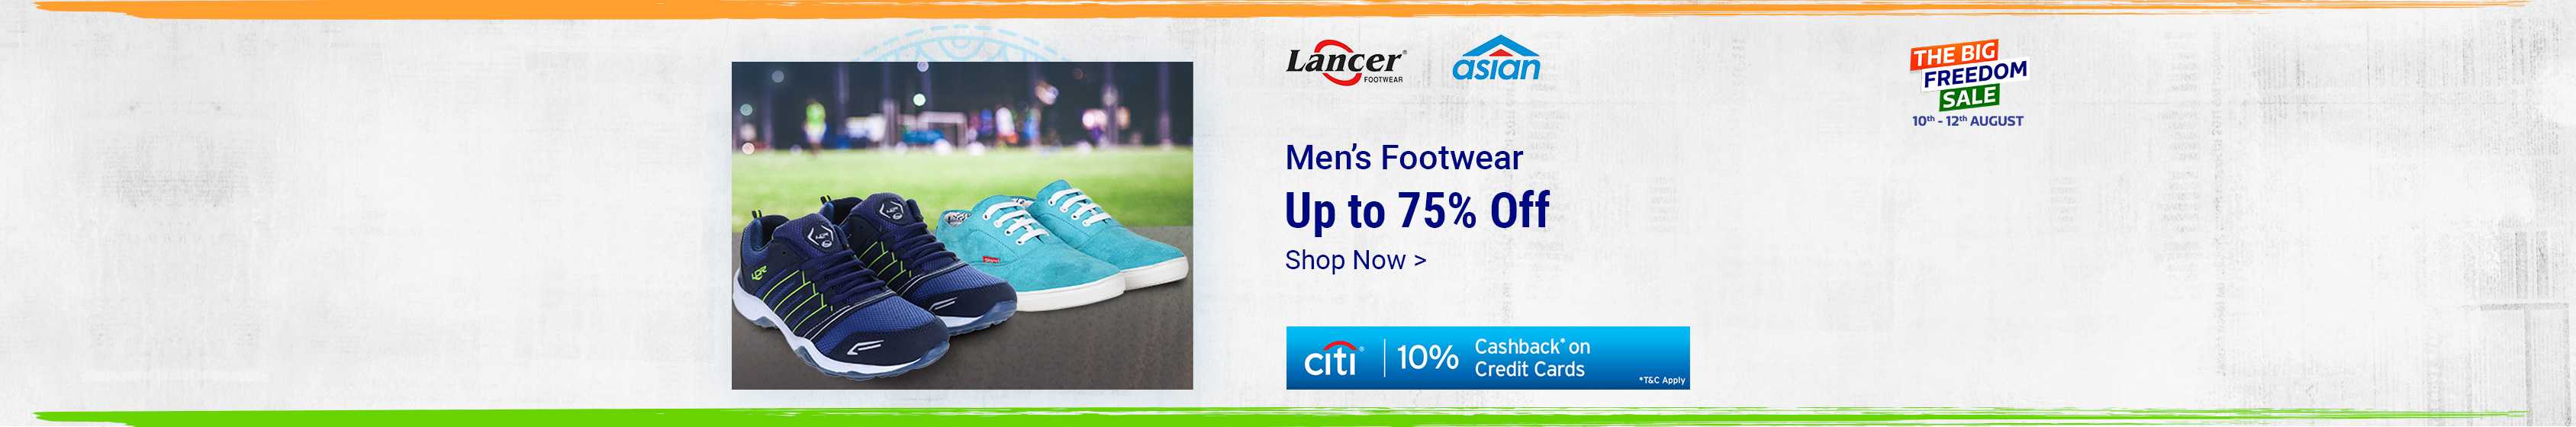 Lancer®
FOOTWEAR
asian
THE BIG
FREEDOM
SALE
10th - 12th AUGUST
Men's Footwear
Up to 75% Off
Shop Now >
citi®
10%
Cashback* on
Credit Cards
*T&C Apply